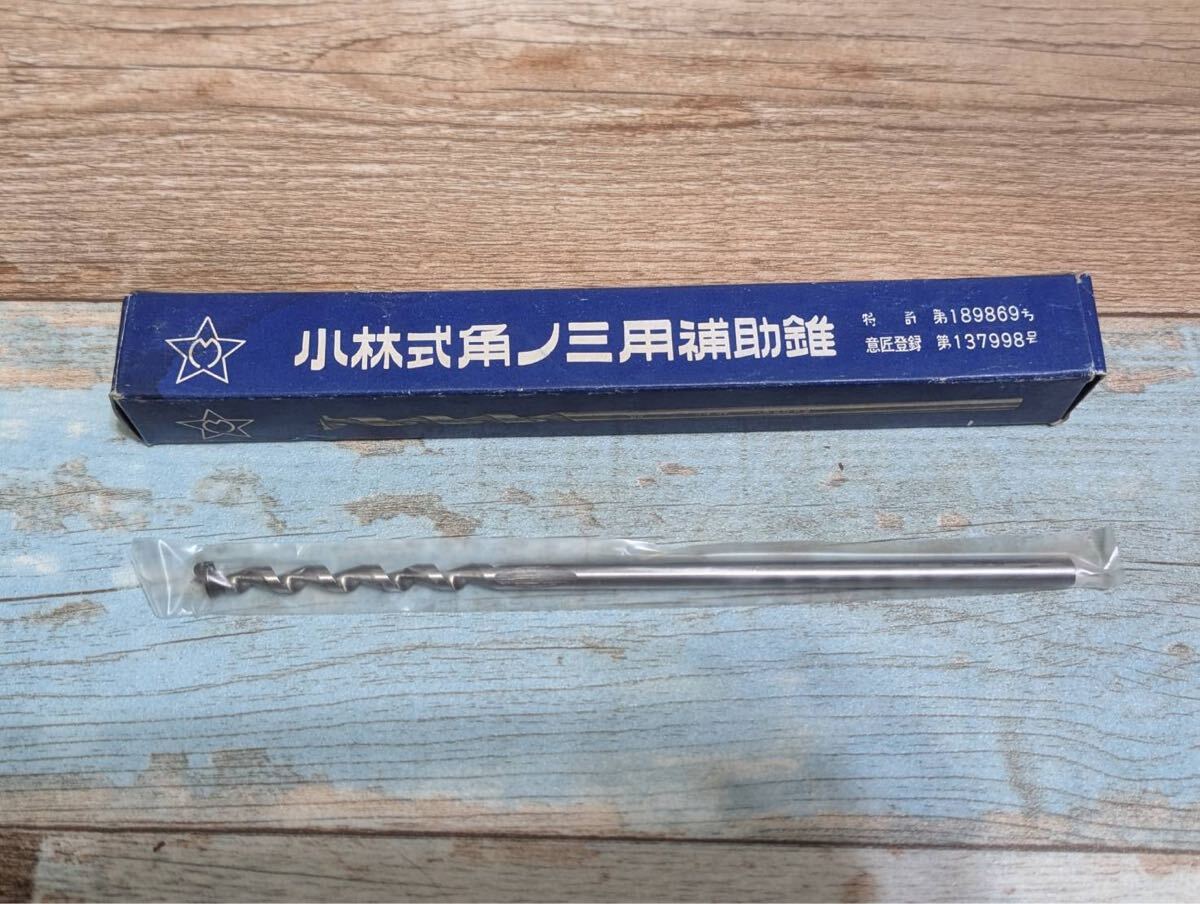 小林式角ノミ用補助錐
特許 第189869号
意匠登録 第137998号